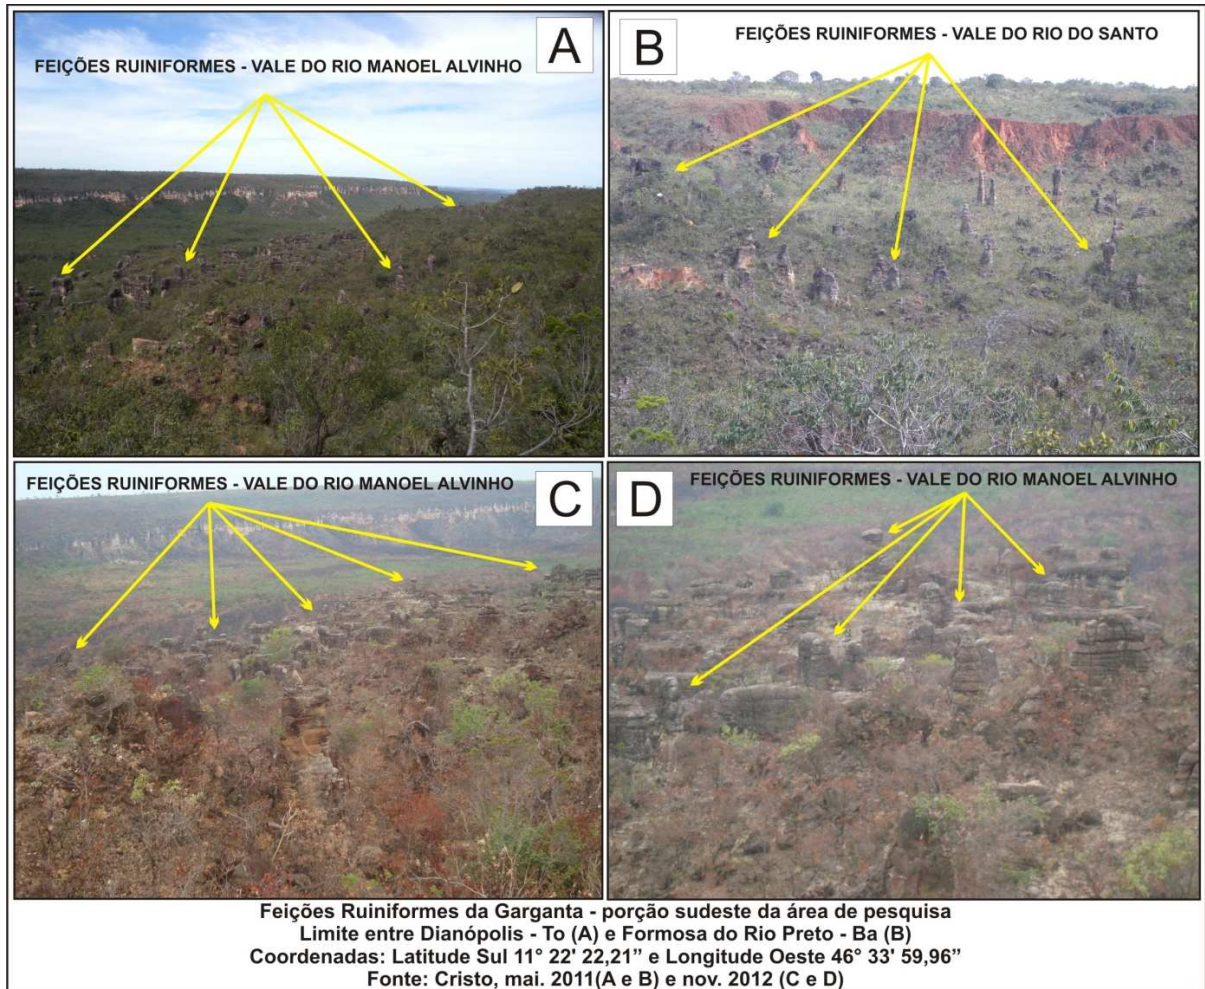 FEIÇÕES RUINIFORMES - VALE DO RIO MANOEL ALVINHO
A
FEIÇÕES RUINIFORMES - VALE DO RIO DO SANTO
B
FEIÇÕES RUINIFORMES - VALE DO RIO MANOEL ALVINHO
C
FEIÇÕES RUINIFORMES - VALE DO RIO MANOEL ALVINHO
D
Feições Ruiniformes da Garganta - porção sudeste da área de pesquisa
Limite entre Dianópolis - To (A) e Formosa do Rio Preto - Ba (B)
Coordenadas: Latitude Sul 11° 22' 22,21” e Longitude Oeste 46° 33' 59,96”
Fonte: Cristo, mai. 2011(A e B) e nov. 2012 (C e D)